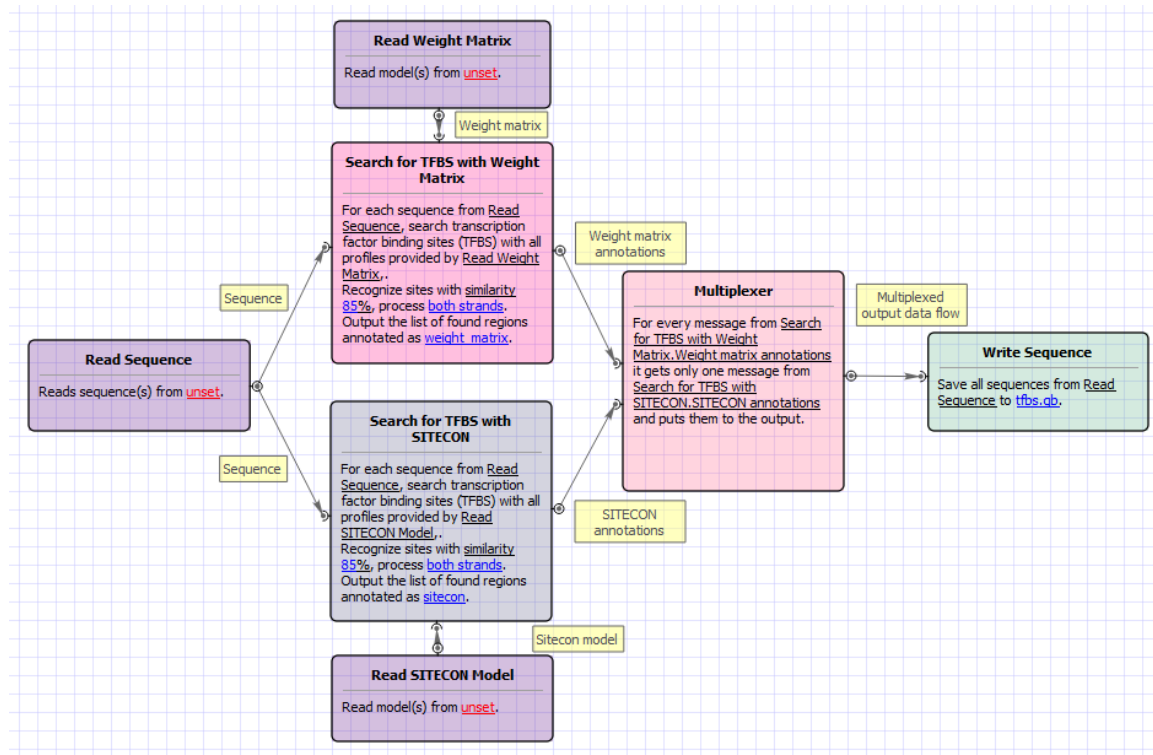 Read Weight Matrix
Read model(s) from unset.
Weight matrix
Search for TFBS with Weight
Matrix
For each sequence from Read
Sequence, search transcription
factor binding sites (TFBS) with all
profiles provided by Read Weight
Matrix,.
Recognize sites with similarity
85%, process both strands.
Output the list of found regions
annotated as weight_matrix.
Weight matrix
annotations
Sequence
Read Sequence
Reads sequence(s) from unset.
Sequence
Multiplexer
For every message from Search
for TFBS with Weight
Matrix.Weight matrix annotations
it gets only one message from
Search for TFBS with
SITECON.SITECON annotations
and puts them to the output.
Multiplexed
output data flow
Write Sequence
Save all sequences from Read
Sequence to tfbs.gb.
Search for TFBS with
SITECON
For each sequence from Read
Sequence, search transcription
factor binding sites (TFBS) with all
profiles provided by Read
SITECON Model,.
Recognize sites with similarity
85%, process both strands.
Output the list of found regions
annotated as sitecon.
SITECON
annotations
Sitecon model
Read SITECON Model
Read model(s) from unset.